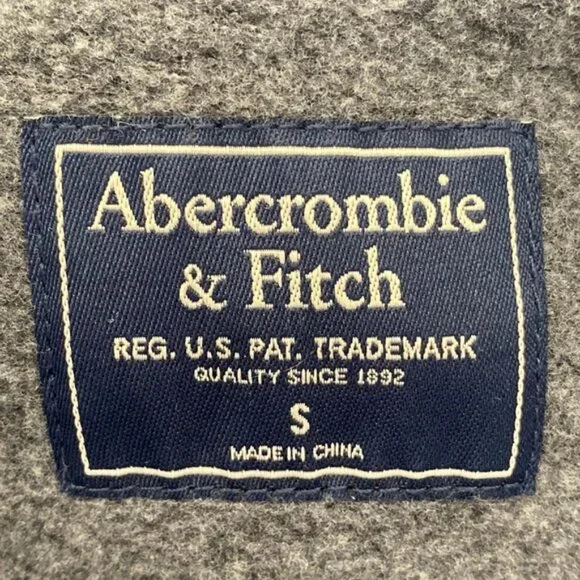 Abercrombie
& Fitch
REG. U.S. PAT. TRADEMARK
QUALITY SINCE 1892
S
MADE IN CHINA